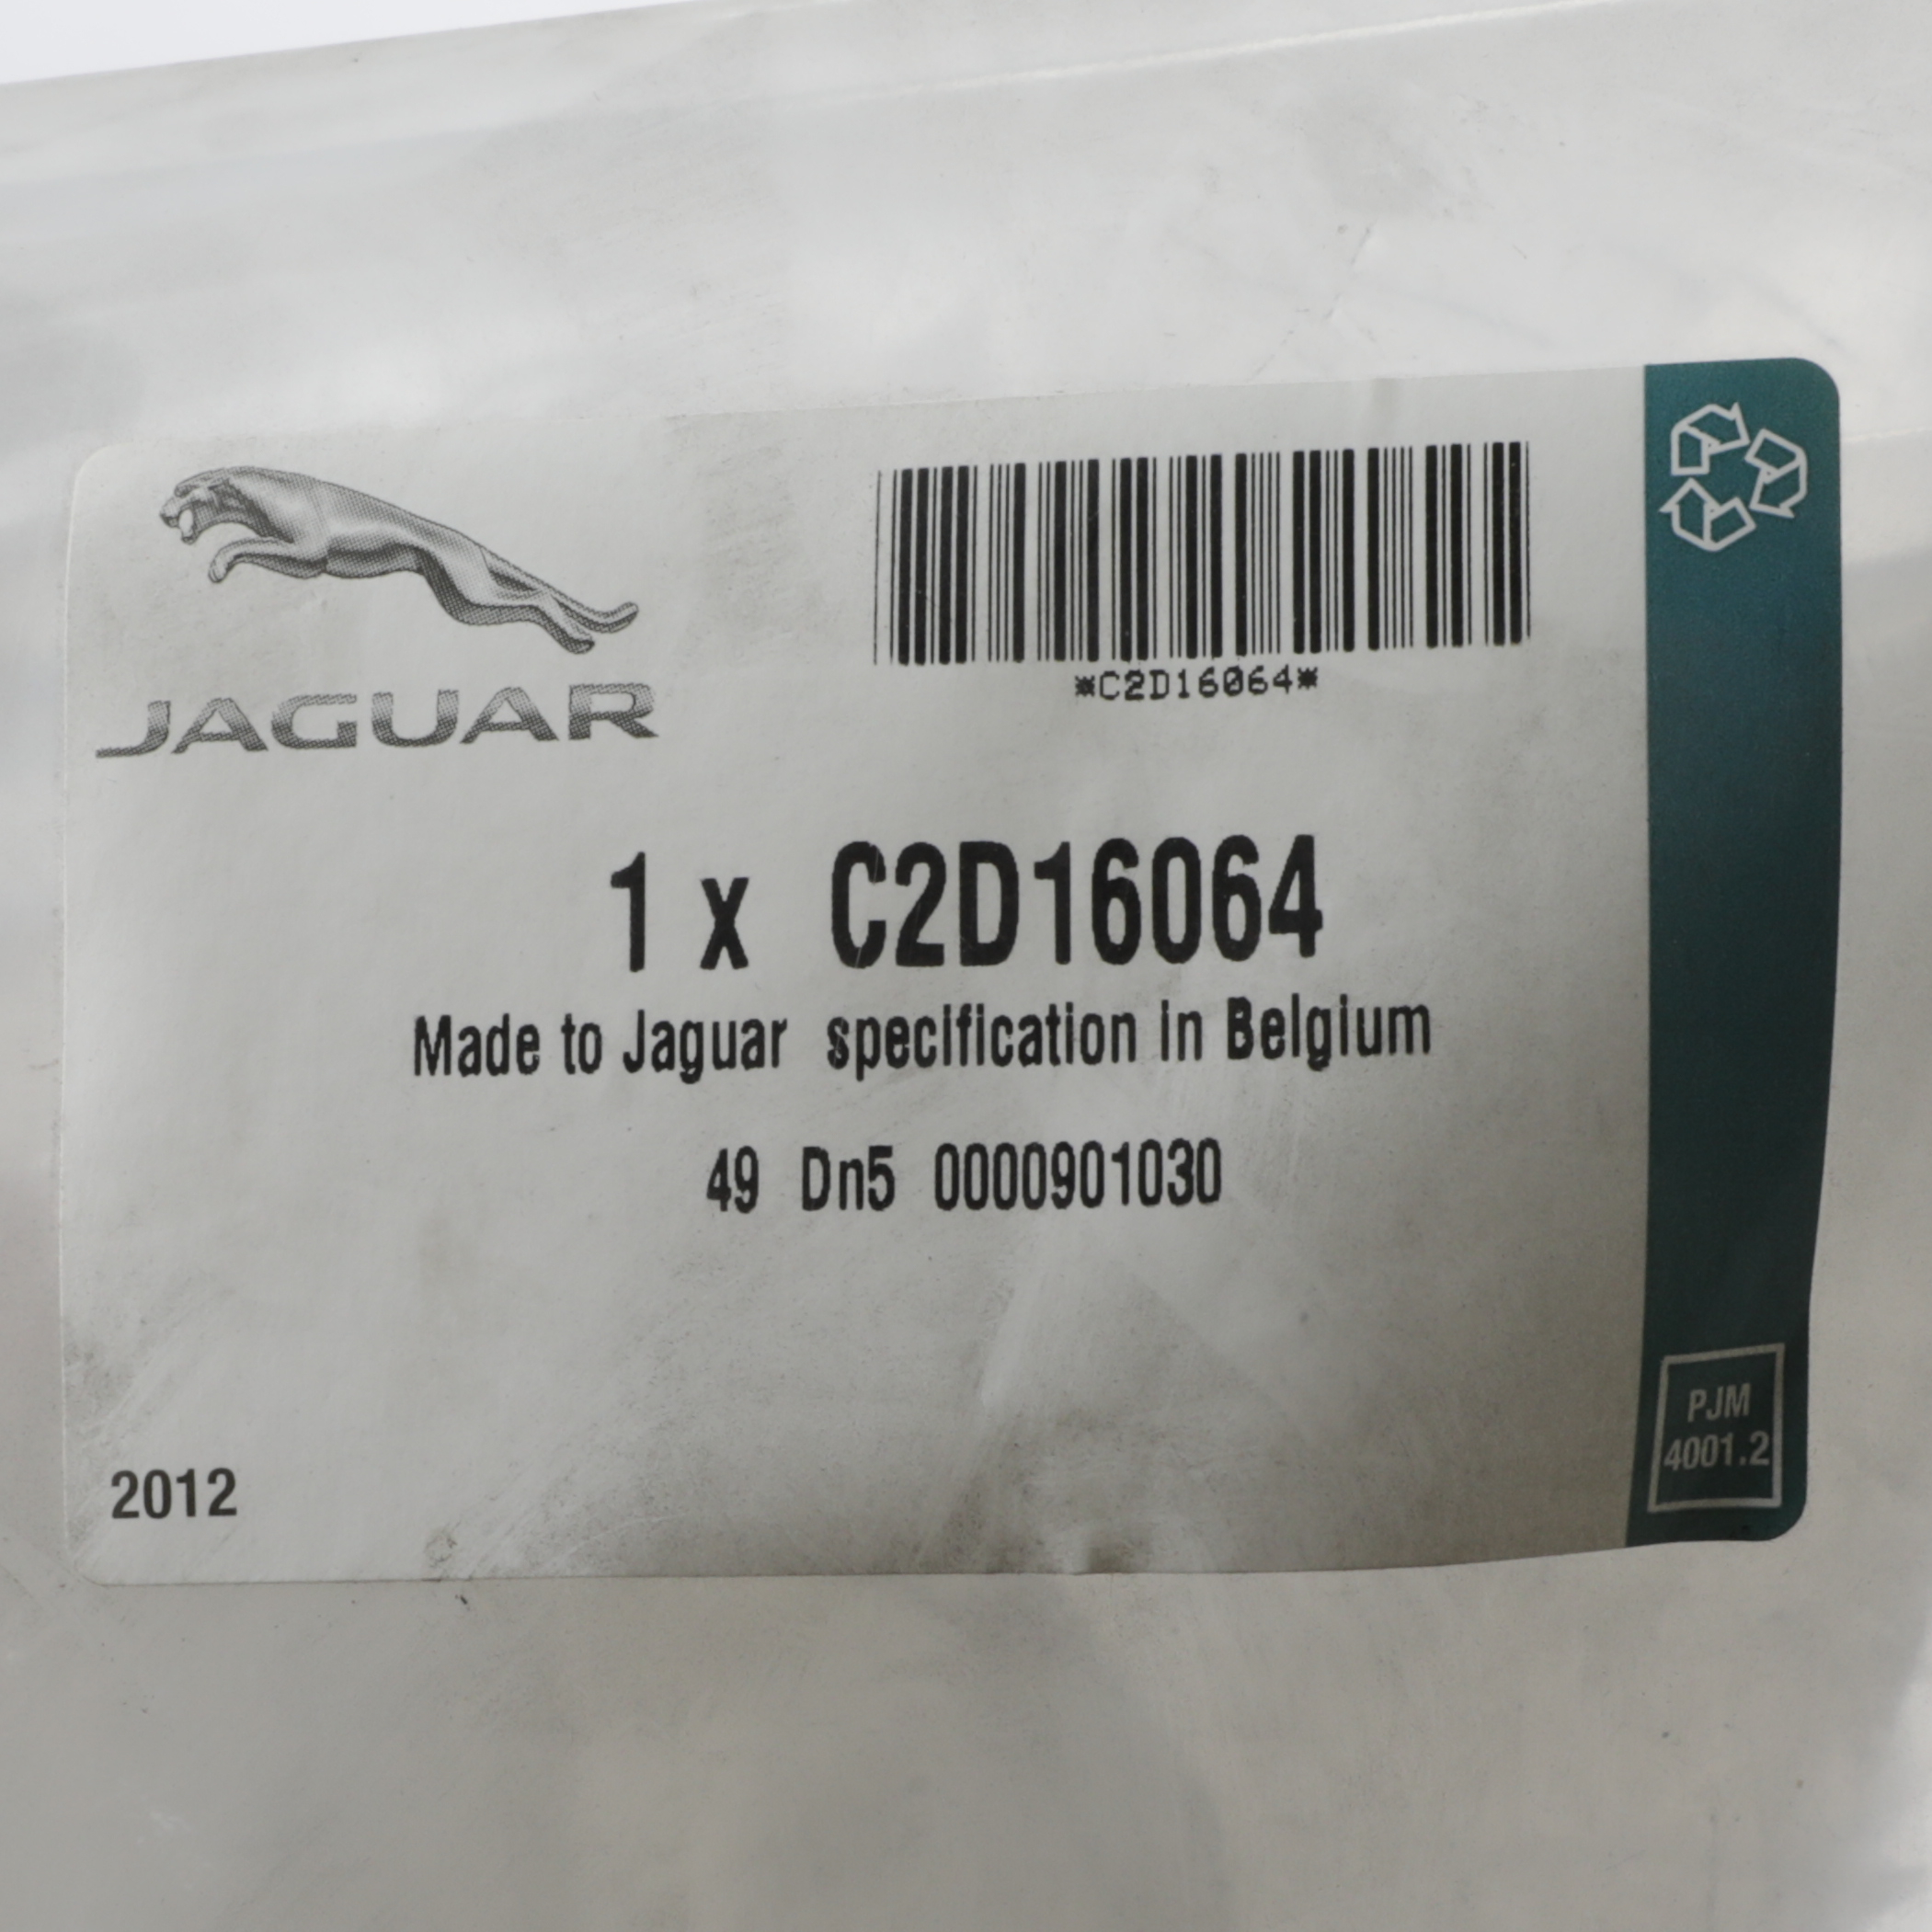 JAGUAR
*C2D16064*
1 x C2D16064
Made to Jaguar specification in Belgium
49 Dn5 0000901030
2012
PJM
4001.2